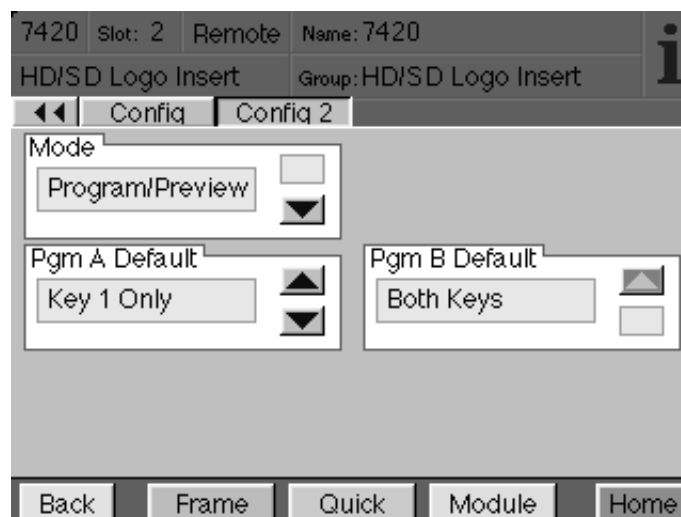 7420 Slot: 2 Remote Name: 7420
HD/SD Logo Insert Group: HD/SD Logo Insert
i
Config Config 2
Mode
Program/Preview
Pgm A Default Pgm B Default
Key 1 Only Both Keys
Back Frame Quick Module Home